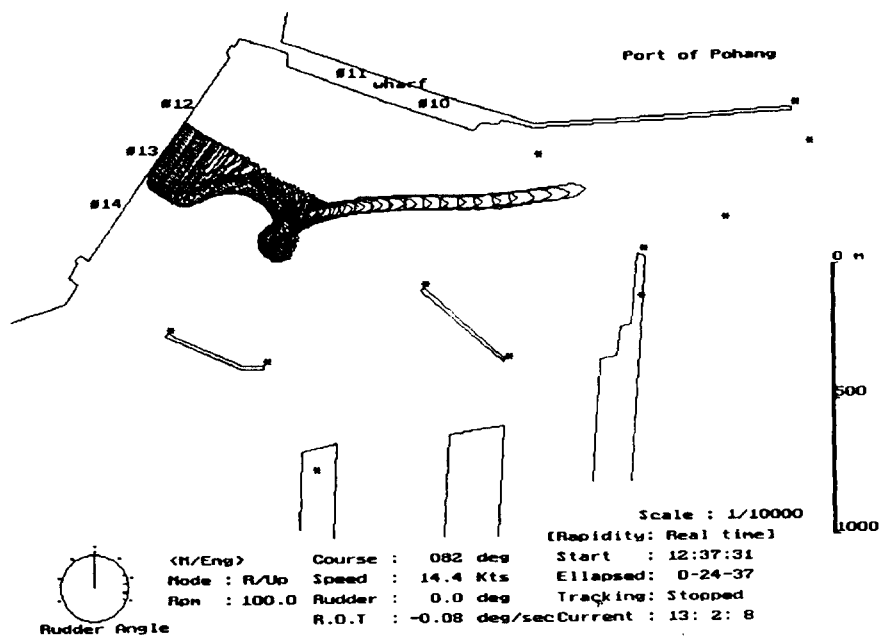 Port of Pohang
#11
wharf
#10
#12
#13
#14
0 m
500
1000
Scale : 1/10000
[Rapidity: Real time]
<M/Eng> Course : 082 deg Start : 12:37:31
Mode : R/Up Speed : 14.4 Kts Ellapsed: 0-24-37
Rpm : 100.0 Rudder : 0.0 deg Tracking: Stopped
R.O.T : -0.08 deg/sec Current : 13: 2: 8
Rudder Angle